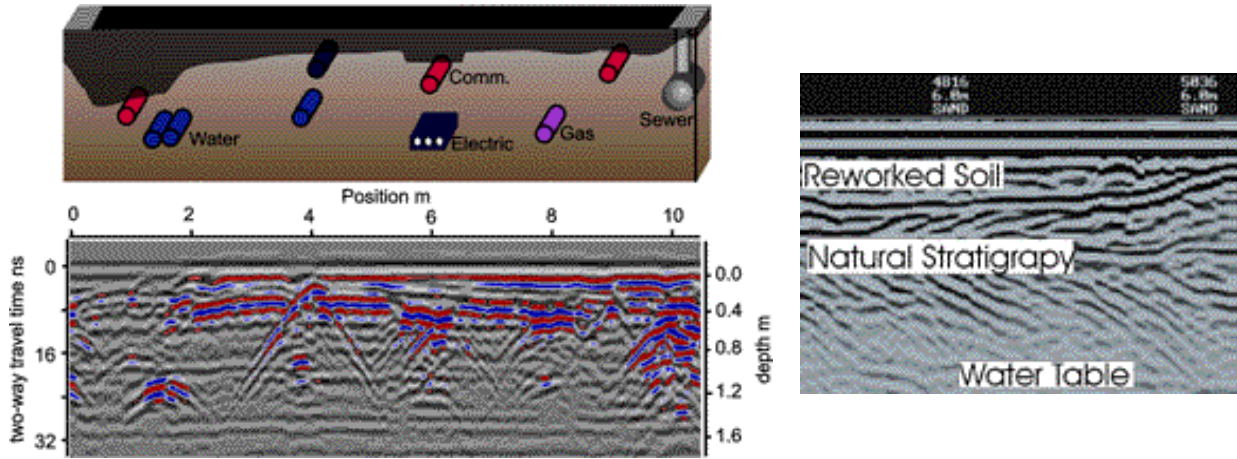 Comm.
Water
Electric
Gas
Sewer
Position m
0 2 4 6 8 10
two-way travel time ns
0
16
32
0.0
0.4
0.8
1.2
1.6
depth m
4816 5036
6.0m 6.0m
SAND SAND
Reworked Soil
Natural Stratigrapy
Water Table